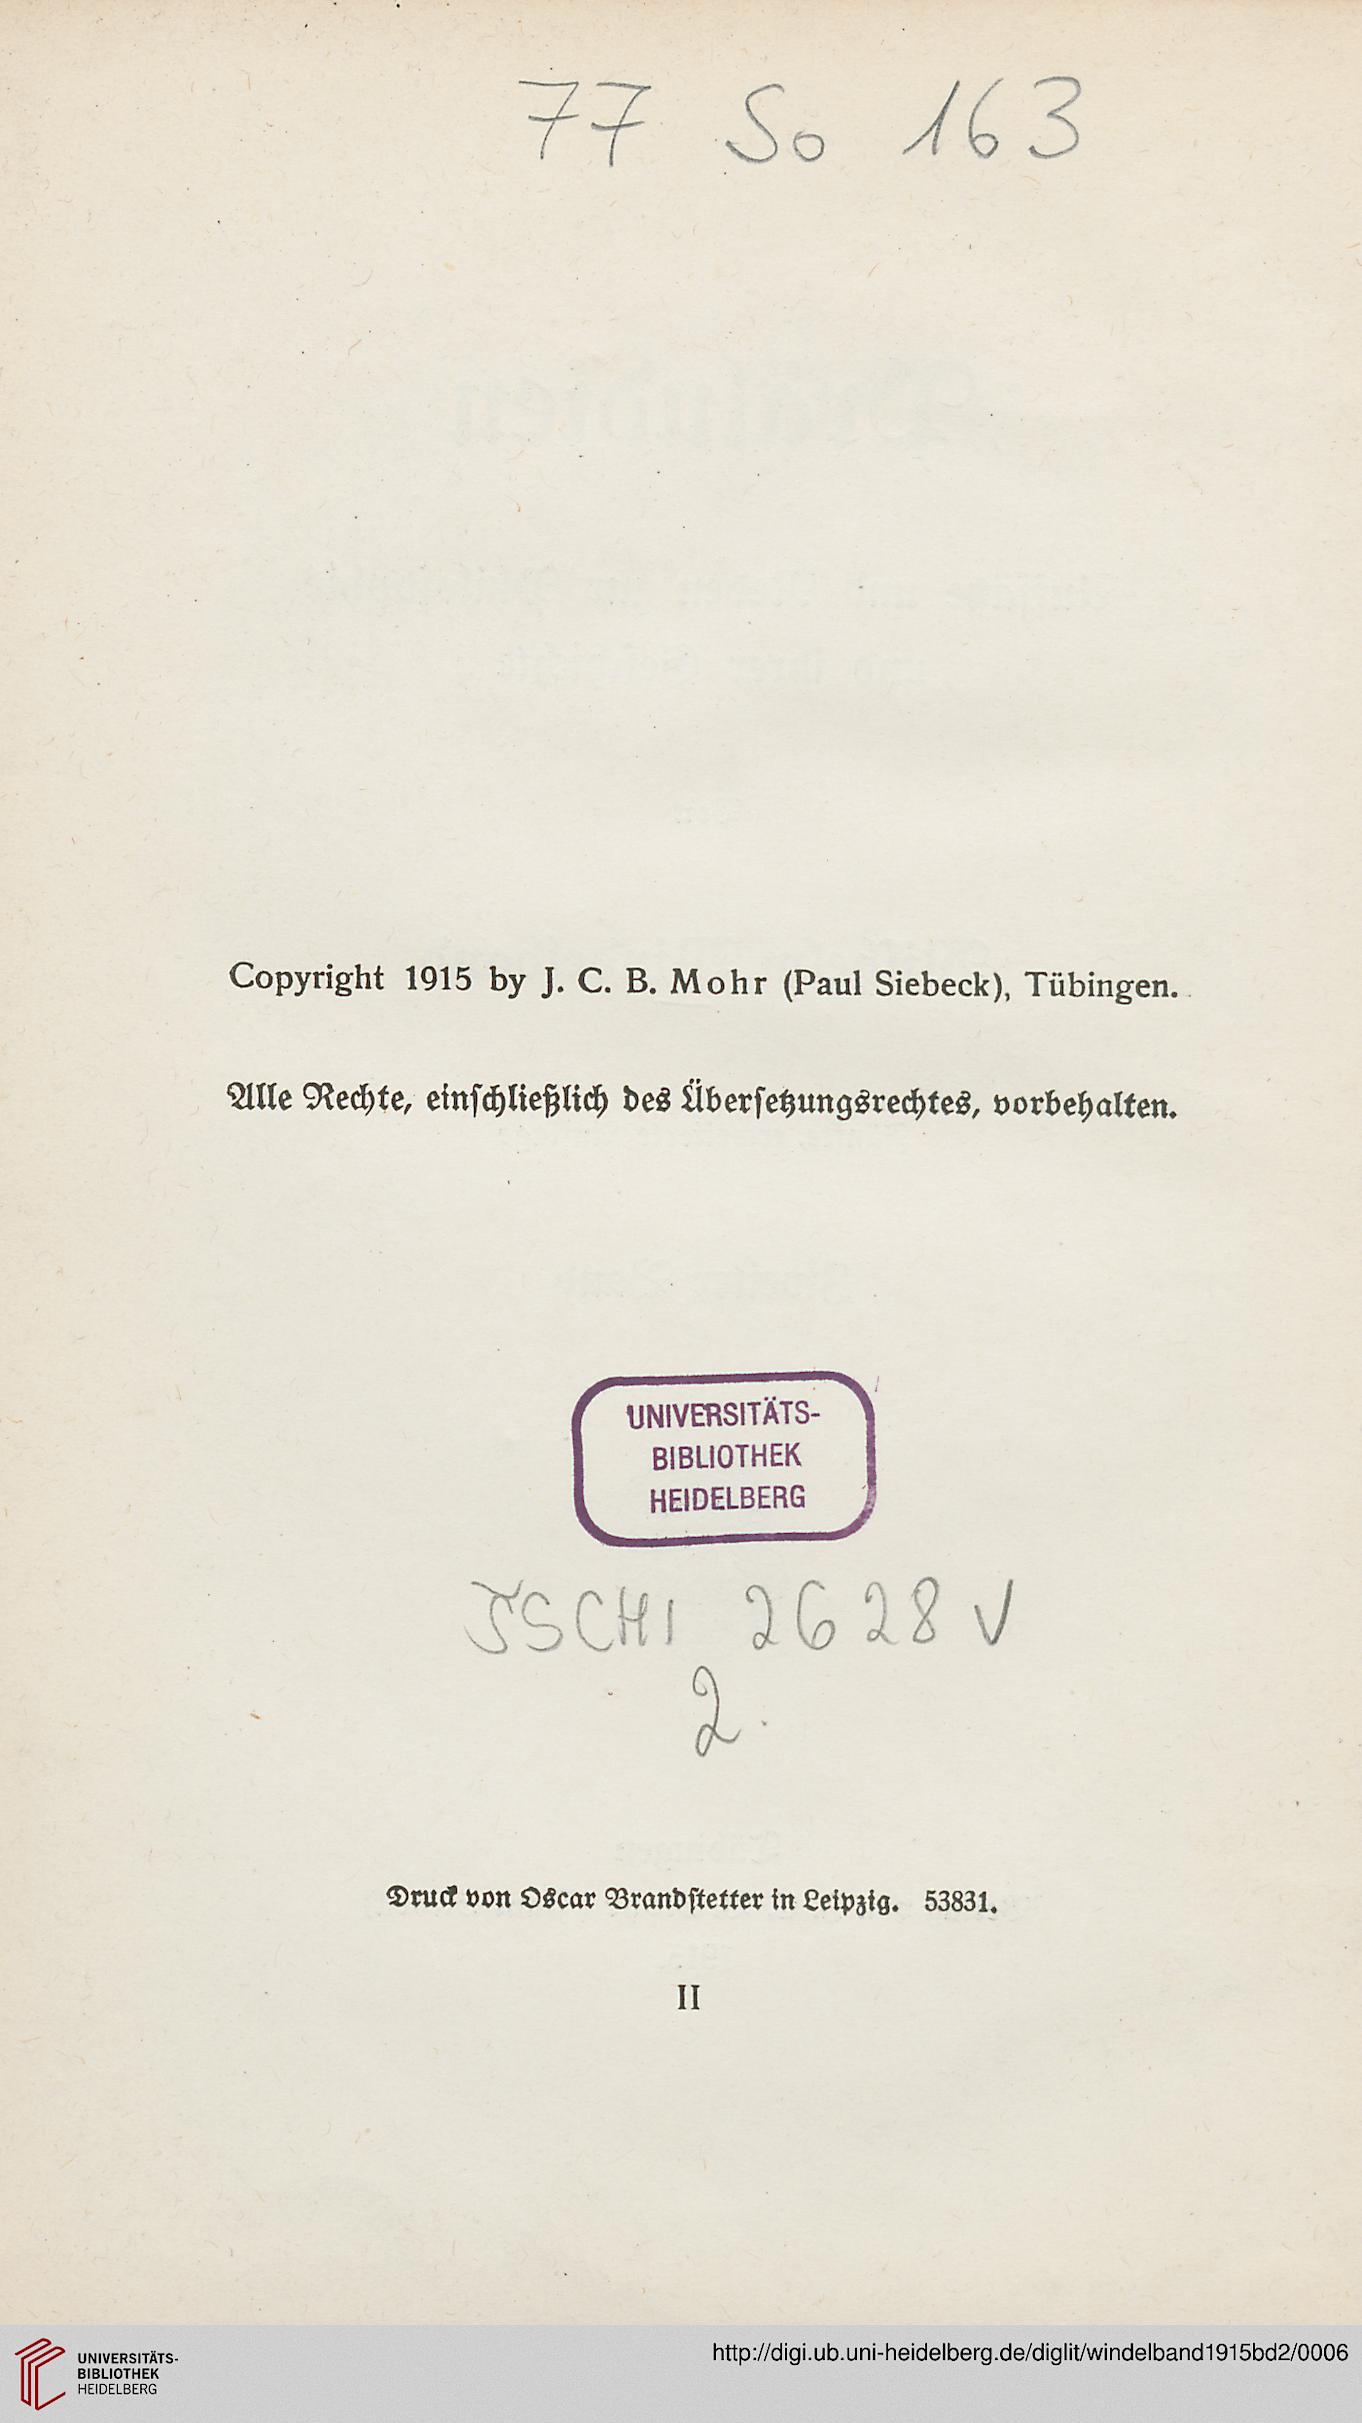 77 So 163
Copyright 1915 by J. C. B. Mohr (Paul Siebeck), Tübingen.
Alle Rechte, einschließlich des Übersetzungsrechtes, vorbehalten.
UNIVERSITÄTS-
BIBLIOTHEK
HEIDELBERG
TSCHI 2628 V
2.
Druck von Oscar Brandstetter in Leipzig. 53831.
II
UNIVERSITÄTS-
BIBLIOTHEK
HEIDELBERG
http://digi.ub.uni-heidelberg.de/diglit/windelband1915bd2/0006